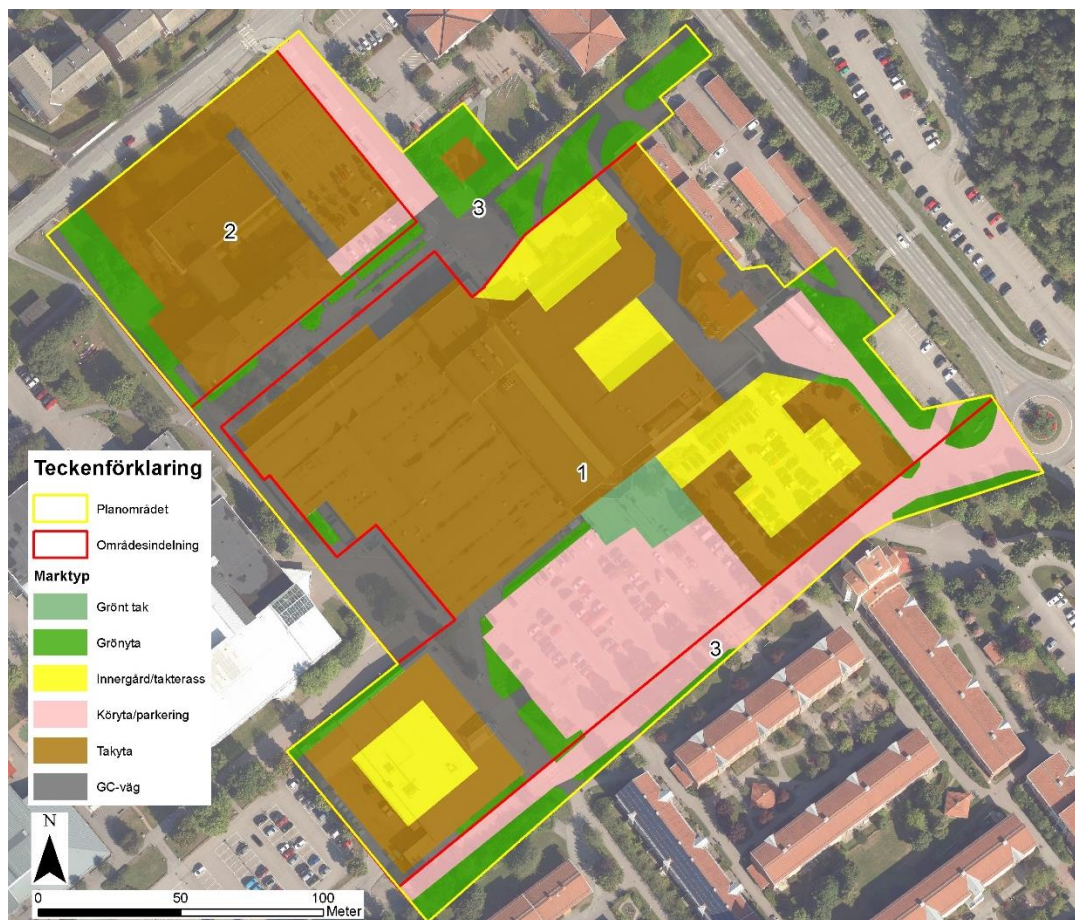 2
3
1
3
Teckenförklaring
Planområdet
Områdesindelning
Marktyp
Grönt tak
Grönyta
Innergård/takterass
Köryta/parkering
Takyta
GC-väg
N
0 50 100
Meter